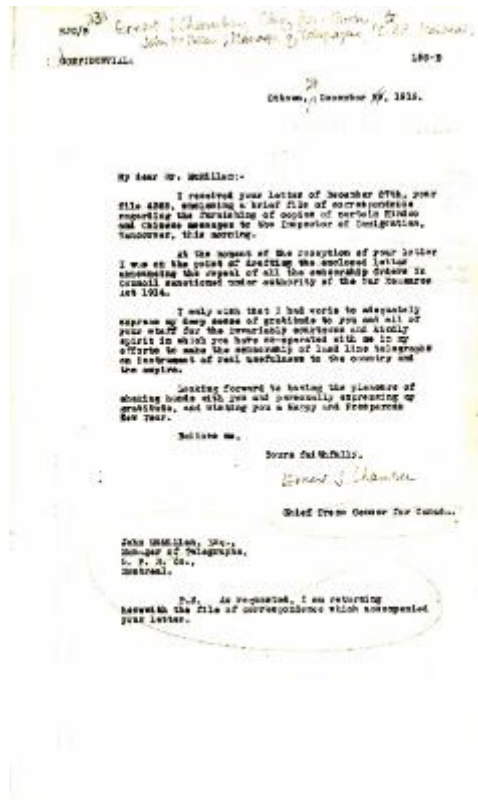 Ernest J Chambers, Chief
John McMillan, Manager of Telegraphs, C.P.R. Montreal
CONFIDENTIAL:
Ottawa, December
My dear Mr. McMillan:-
I received your letter of December 27th, your
file enclosing a brief file of correspondence
regarding the furnishing of copies of certain Hindoo
and Chinese messages to the Inspector of Immigration,
Vancouver, this morning.
At the moment of the reception of your letter
I was on the point of drafting the enclosed letter
announcing the repeal of all the censorship Orders in
Council sanctioned under authority of the War Measures
Act 1914.
I only wish that I had words to adequately
express my deep sense of gratitude to you and all of
your staff for the invariably courteous and kindly
spirit in which you have co-operated with me in my
efforts to make the censorship of land line telegraphs
an instrument of real usefulness to the country and
the empire.
Looking forward to having the pleasure of
shaking hands with you and personally expressing my
gratitude, and wishing you a Happy and Prosperous
New Year.
Believe me,
Yours faithfully,
Ernest J. Chambers
Chief Press Censor for Canada.
John McMillan, Esq.,
Manager of Telegraphs,
C. P. R. Co.,
Montreal.
P.S. As requested, I am returning
herewith the file of correspondence which accompanied
your letter.